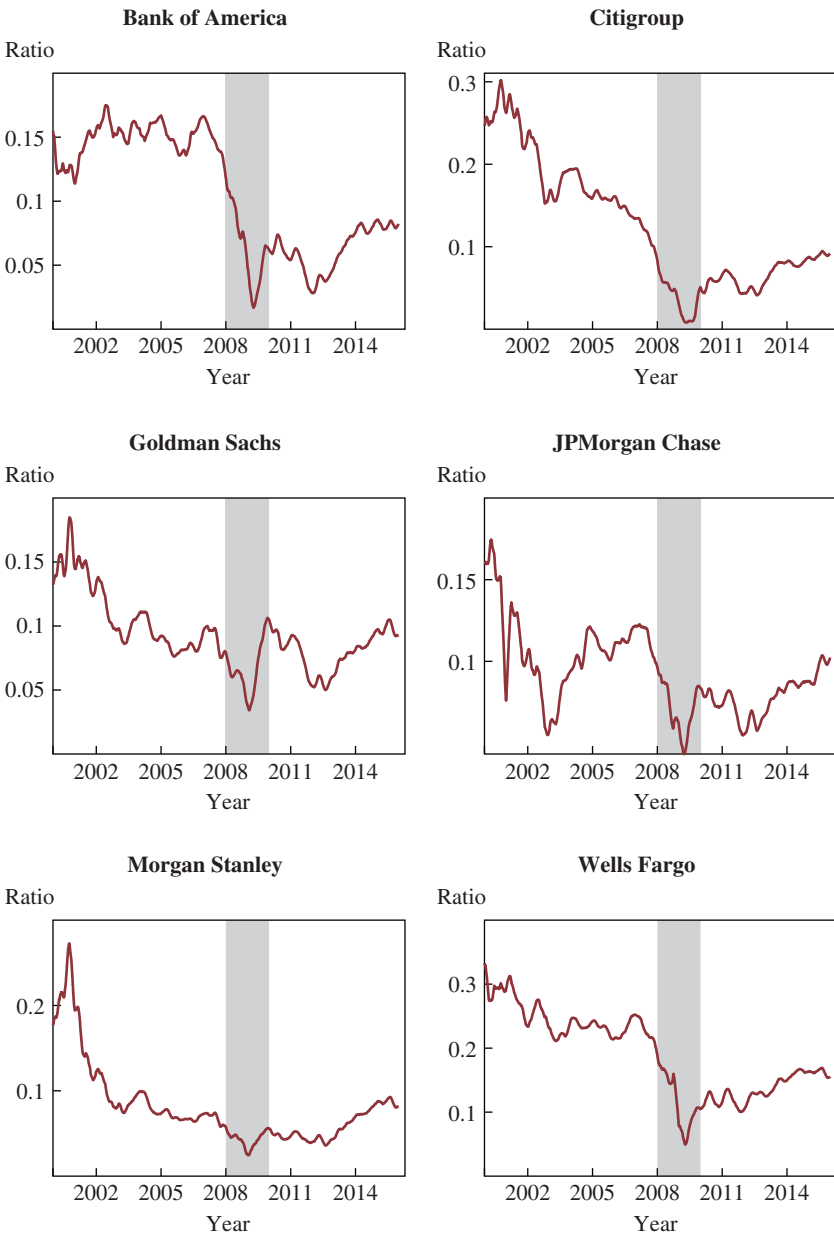 Bank of America
Ratio
0.15
0.1
0.05
2002 2005 2008 2011 2014
Year
Citigroup
0.3
0.2
0.1
2002 2005 2008 2011 2014
Year
Goldman Sachs
Ratio
0.15
0.1
0.05
2002 2005 2008 2011 2014
Year
JPMorgan Chase
Ratio
0.15
0.1
2002 2005 2008 2011 2014
Year
Morgan Stanley
Ratio
0.2
0.1
2002 2005 2008 2011 2014
Year
Wells Fargo
Ratio
0.3
0.2
0.1
2002 2005 2008 2011 2014
Year